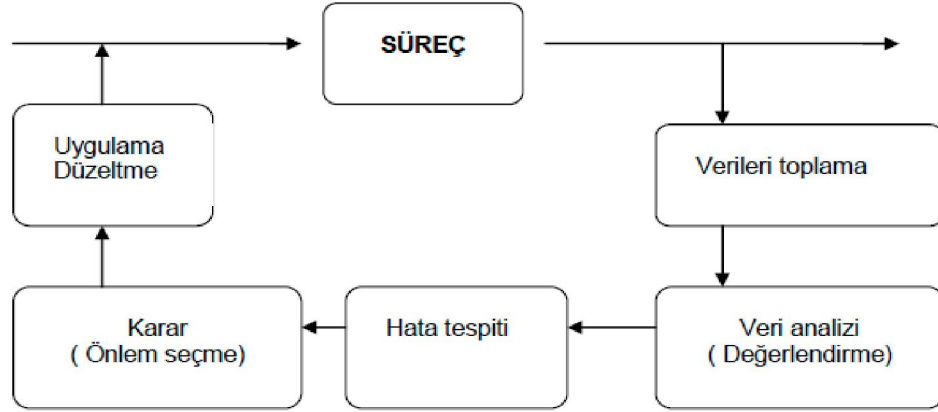 SÜREÇ
Uygulama
Düzeltme
Verileri toplama
Karar
( Önlem seçme)
Hata tespiti
Veri analizi
( Değerlendirme)